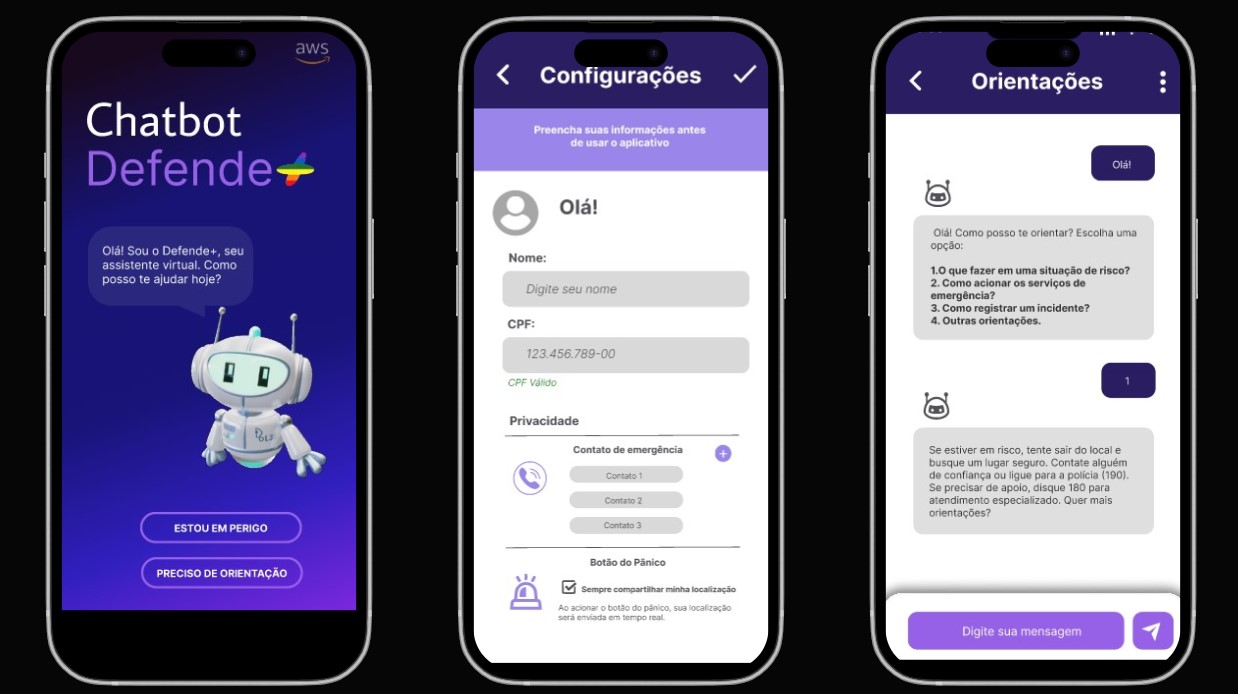 aws
Chatbot
Defende+
Olá! Sou o Defende+, seu
assistente virtual. Como
posso te ajudar hoje?
ESTOU EM PERIGO
PRECISO DE ORIENTAÇÃO
Configurações
Preencha suas informações antes
de usar o aplicativo
Olá!
Nome:
Digite seu nome
CPF:
123.456.789-00
CPF Válido
Privacidade
Contato de emergência
Contato 1
Contato 2
Contato 3
Botão do Pânico
Sempre compartilhar minha localização
Ao acionar o botão do pânico, sua localização
será enviada em tempo real.
Orientações
Olá!
Olá! Como posso te orientar? Escolha uma
opção:
1.O que fazer em uma situação de risco?
2. Como acionar os serviços de
emergência?
3. Como registrar um incidente?
4. Outras orientações.
1
Se estiver em risco, tente sair do local e
busque um lugar seguro. Contate alguém
de confiança ou ligue para a polícia (190).
Se precisar de apoio, disque 180 para
atendimento especializado. Quer mais
orientações?
Digite sua mensagem